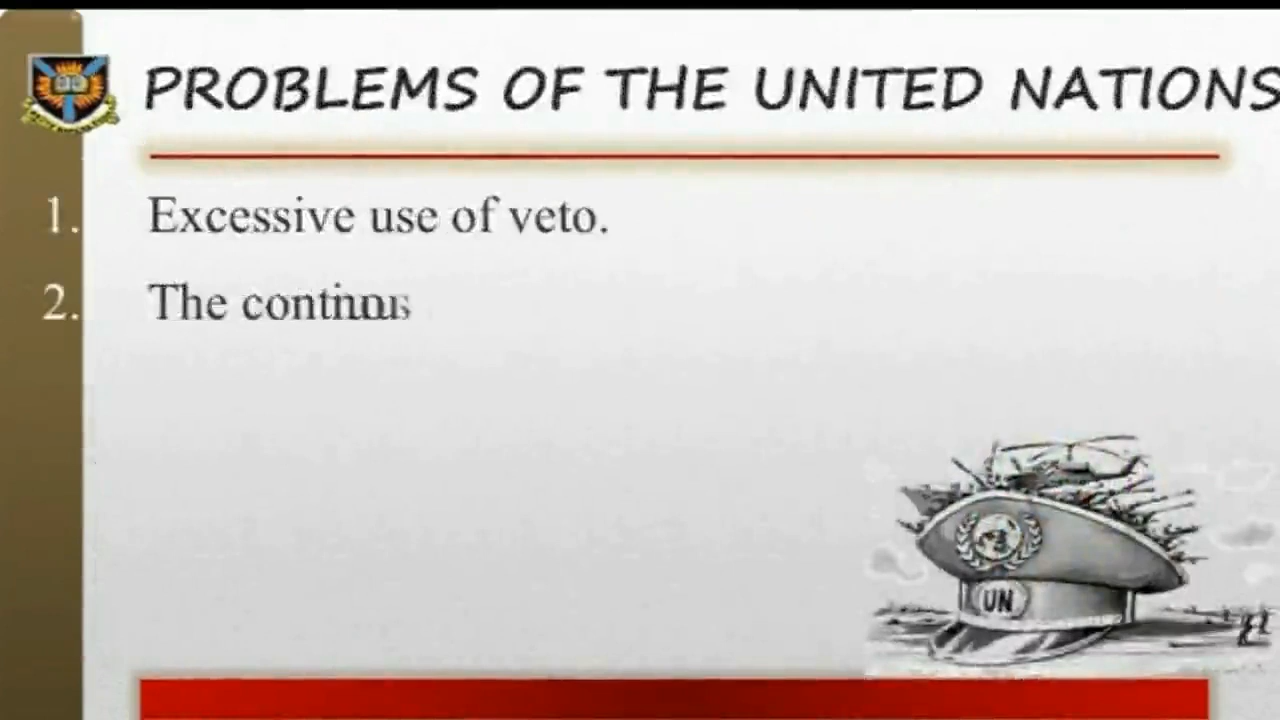 PROBLEMS OF THE UNITED NATIONS
1. Excessive use of veto.
2. The
UN